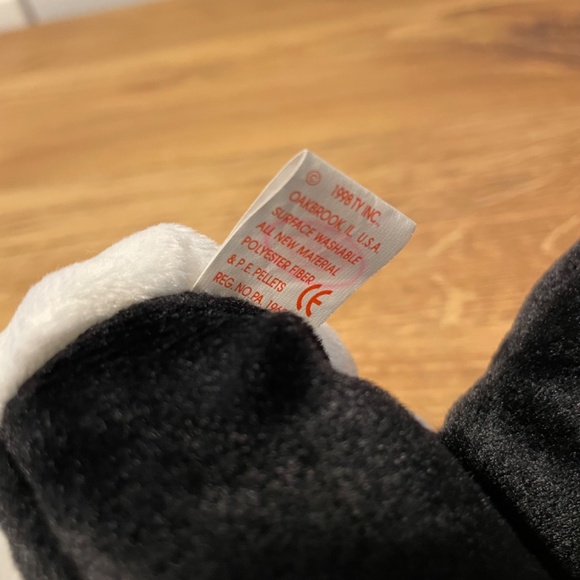 © 1998 TY INC.
OAKBROOK, IL, U.S.A.
SURFACE WASHABLE
ALL NEW MATERIAL
POLYESTER FIBER
& P.E. PELLETS CE
REG. NO PA.